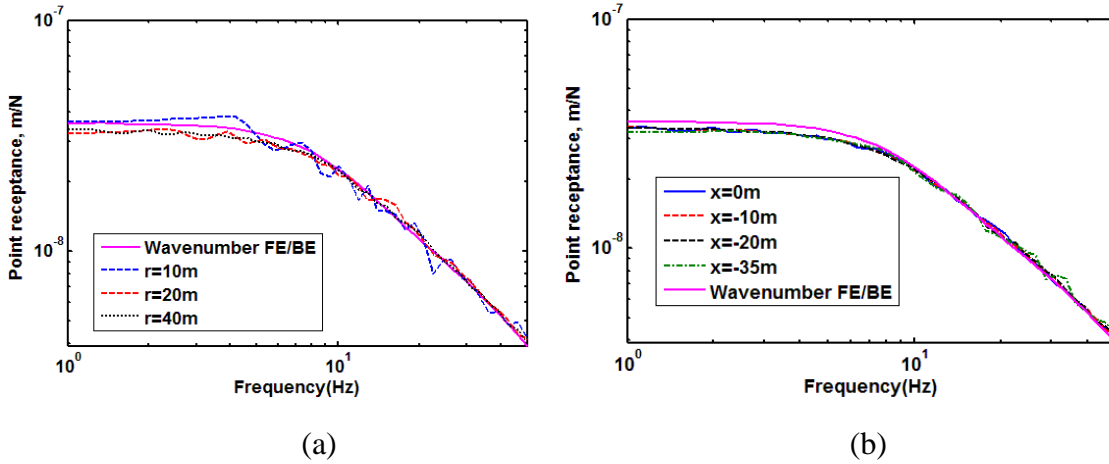 10^-7
Point receptance, m/N
10^-8
Wavenumber FE/BE
r=10m
r=20m
r=40m
10^0
10^1
Frequency(Hz)
(a)
10^-7
Point receptance, m/N
10^-8
x=0m
x=-10m
x=-20m
x=-35m
Wavenumber FE/BE
10^0
10^1
Frequency(Hz)
(b)